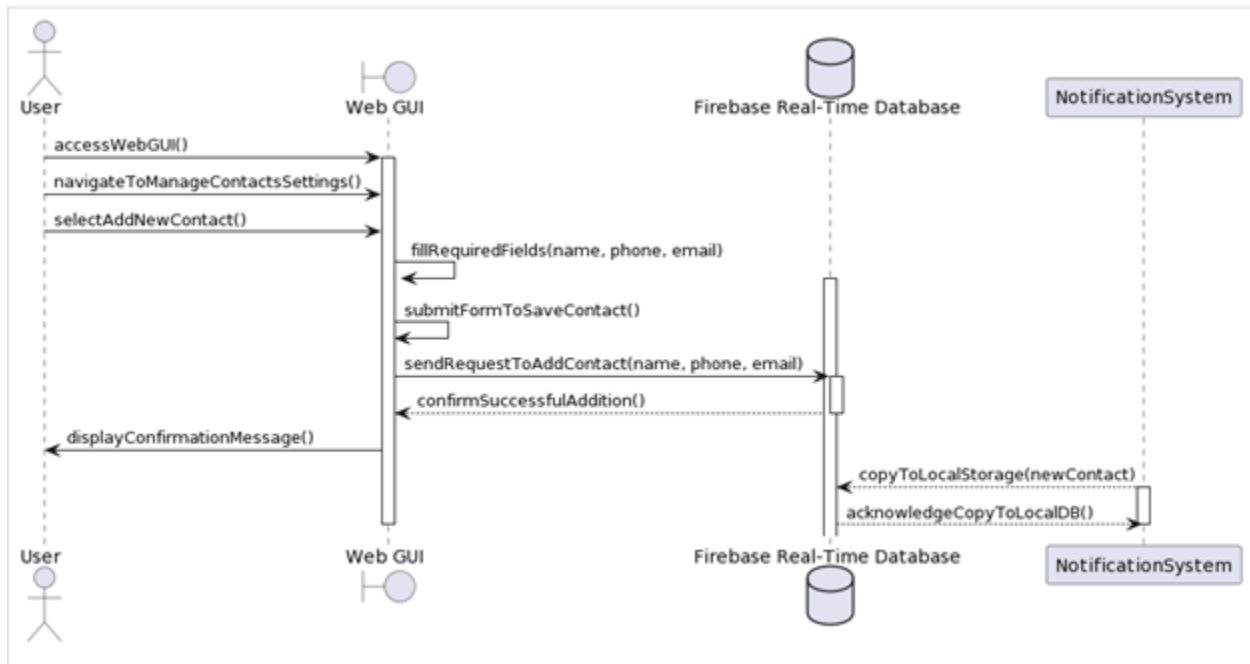 User
Web GUI
Firebase Real-Time Database
NotificationSystem
accessWebGUI()
navigateToManageContactsSettings()
selectAddNewContact()
fillRequiredFields(name, phone, email)
submitFormToSaveContact()
sendRequestToAddContact(name, phone, email)
confirmSuccessfulAddition()
displayConfirmationMessage()
copyToLocalStorage(newContact)
acknowledgeCopyToLocalDB()
User
Web GUI
Firebase Real-Time Database
NotificationSystem